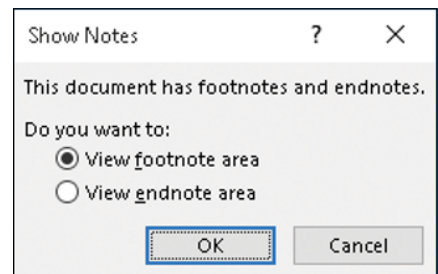 Show Notes ? ×
This document has footnotes and endnotes.
Do you want to:
View footnote area
View endnote area
OK Cancel